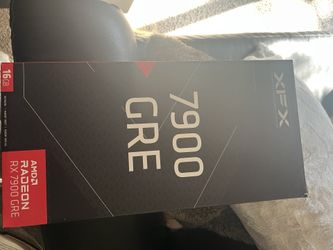 XFX
7900
GRE
16GB
AMD
RADEON
RX 7900 GRE